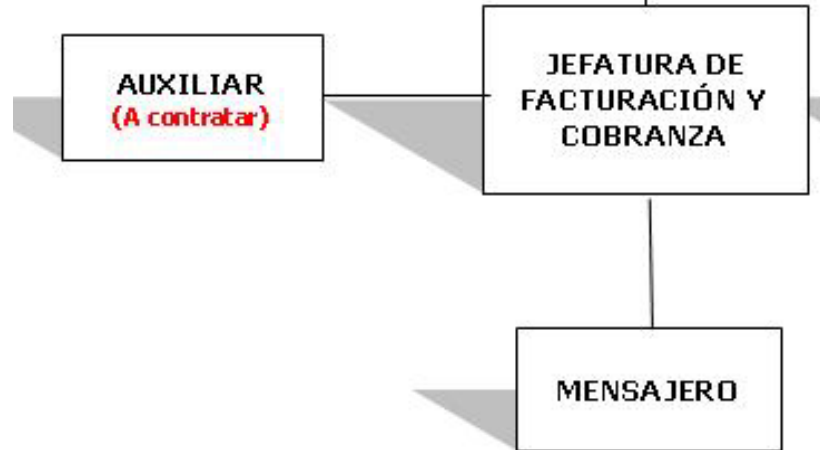 AUXILIAR
(A contratar)
JEFATURA DE
FACTURACIÓN Y
COBRANZA
MENSAJERO